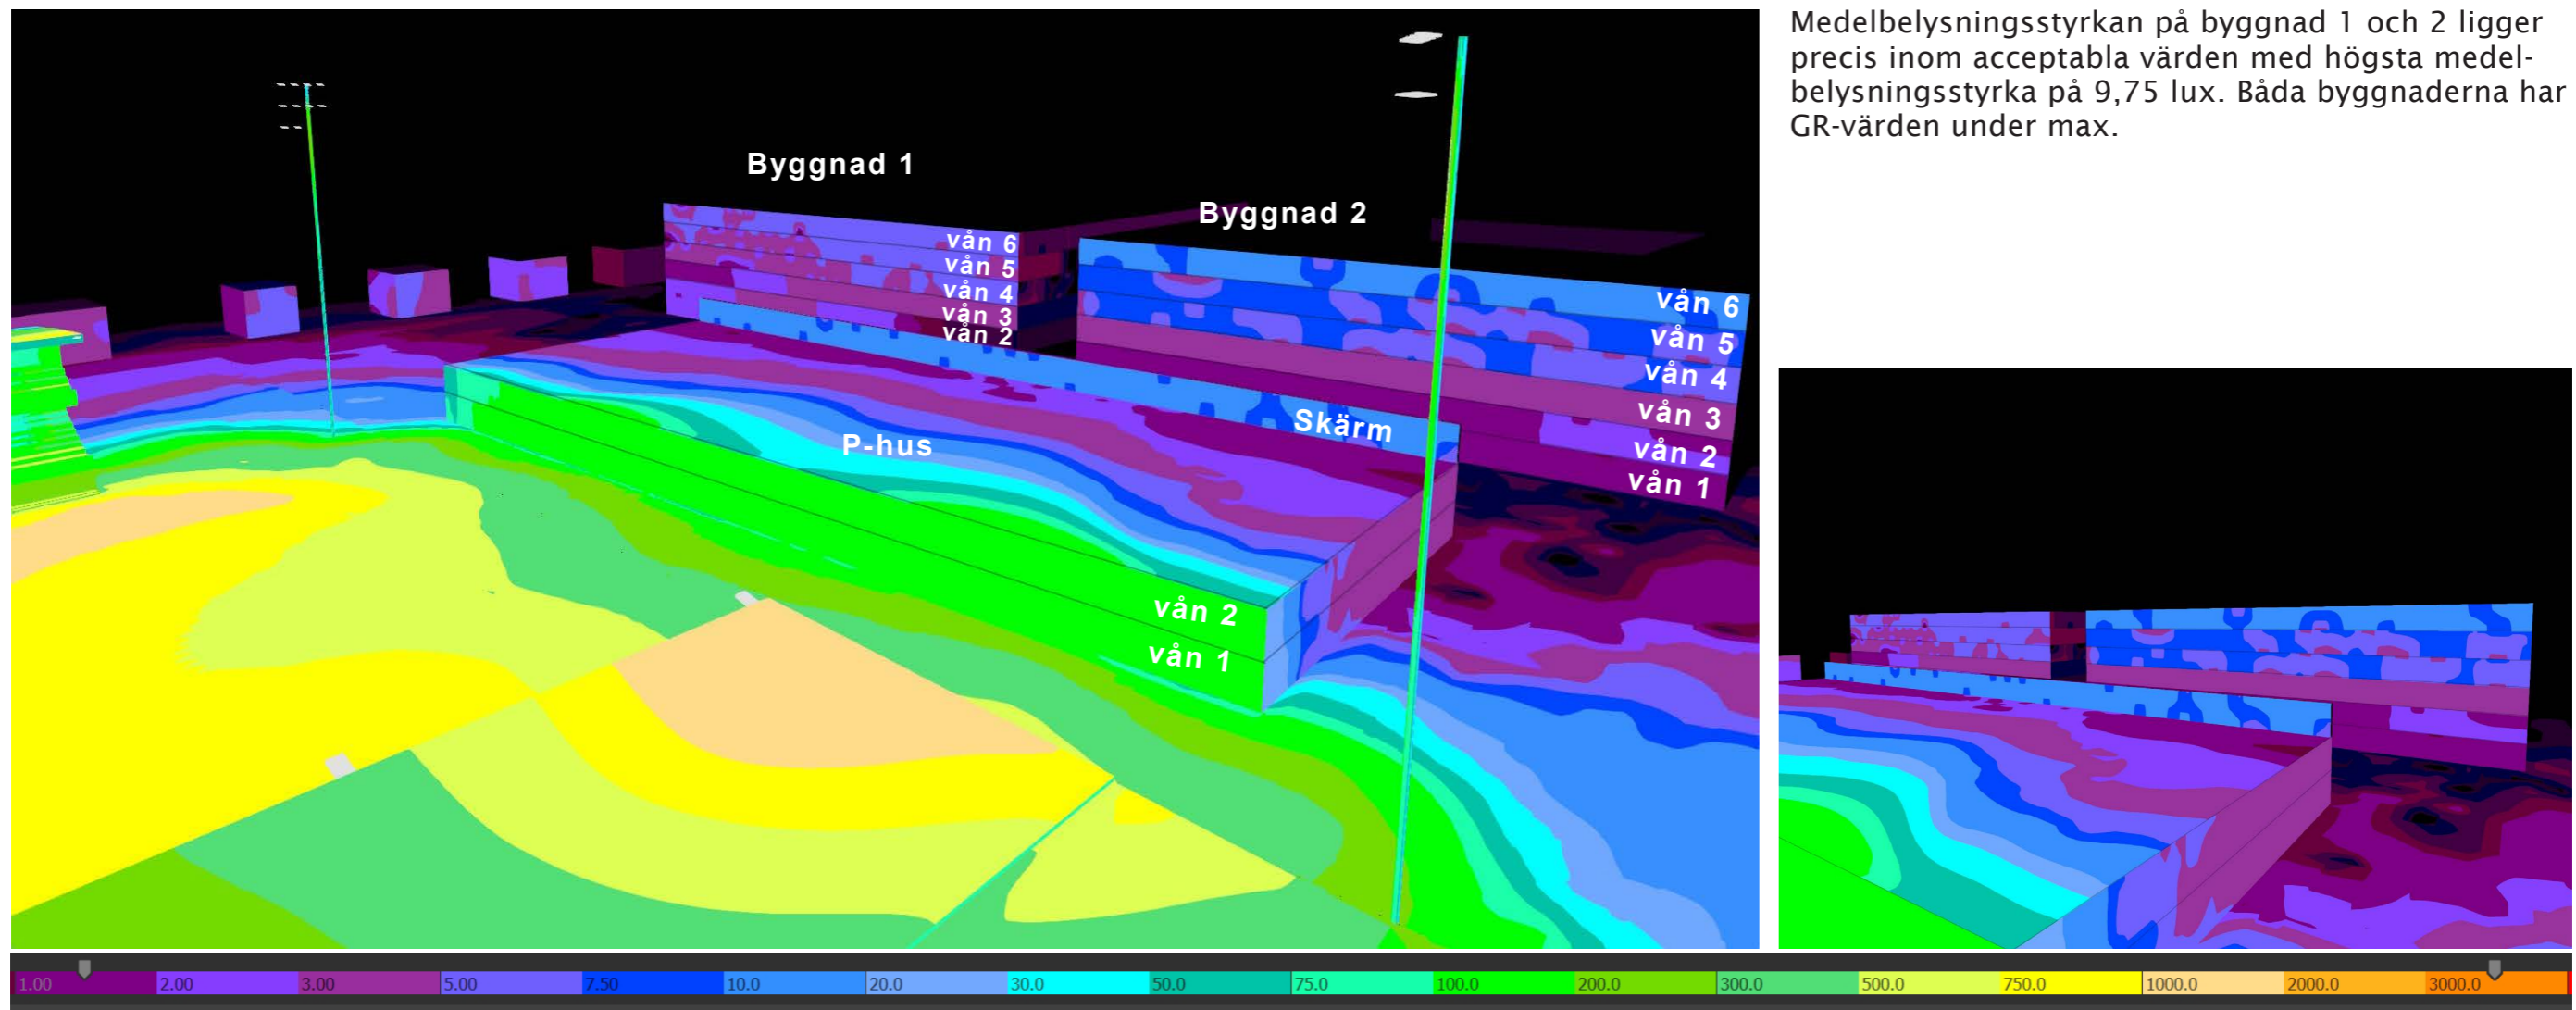 Medelbelysningsstyrkan på byggnad 1 och 2 ligger
precis inom acceptabla värden med högsta medel-
belysningsstyrka på 9,75 lux. Båda byggnaderna har
GR-värden under max.
Byggnad 1
Byggnad 2
vån 6
vån 5
vån 4
vån 3
vån 2
vån 6
vån 5
vån 4
vån 3
vån 2
vån 1
Skärm
P-hus
vån 2
vån 1
1.00 2.00 3.00 5.00 7.50 10.0 20.0 30.0 50.0 75.0 100.0 200.0 300.0 500.0 750.0 1000.0 2000.0 3000.0